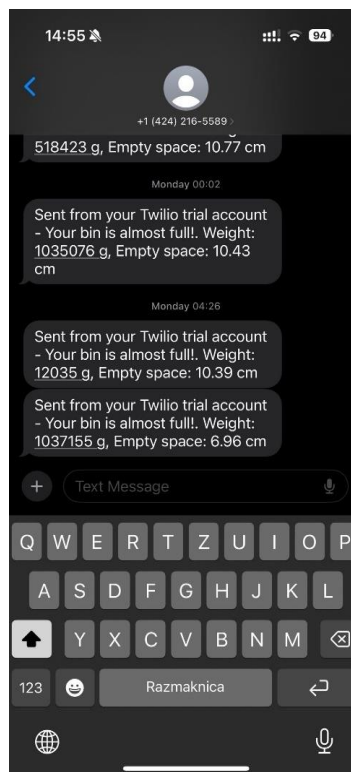 14:55
94
+1 (424) 216-5589
518423 g, Empty space: 10.77 cm
Monday 00:02
Sent from your Twilio trial account
- Your bin is almost full!. Weight:
1035076 g, Empty space: 10.43
cm
Monday 04:26
Sent from your Twilio trial account
- Your bin is almost full!. Weight:
12035 g, Empty space: 10.39 cm
Sent from your Twilio trial account
- Your bin is almost full!. Weight:
1037155 g, Empty space: 6.96 cm
Text Message
Q W E R T Z U I O P
A S D F G H J K L
Y X C V B N M
123 Razmaknica